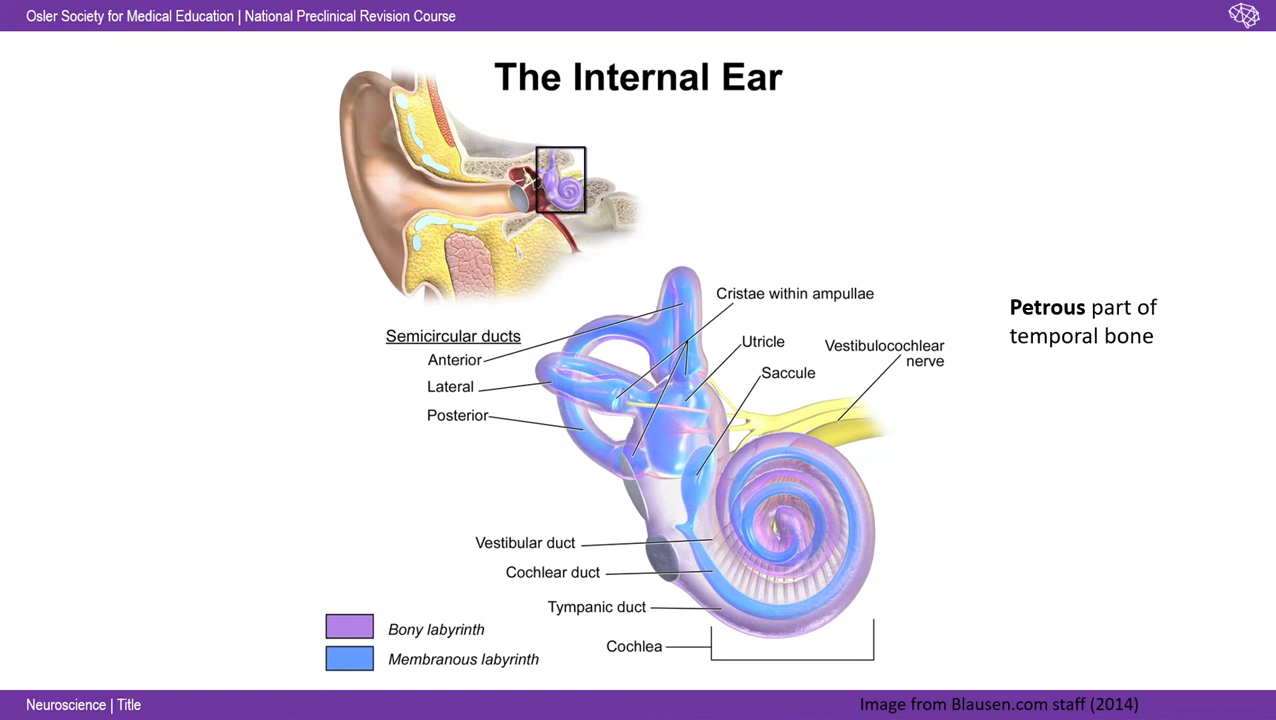 Osler Society for Medical Education | National Preclinical Revision Course
The Internal Ear
Cristae within ampullae
Semicircular ducts
Anterior
Lateral
Posterior
Utricle
Saccule
Vestibulocochlear
nerve
Petrous part of
temporal bone
Vestibular duct
Cochlear duct
Tympanic duct
Cochlea
Bony labyrinth
Membranous labyrinth
Neuroscience | Title
Image from Blausen.com staff (2014)